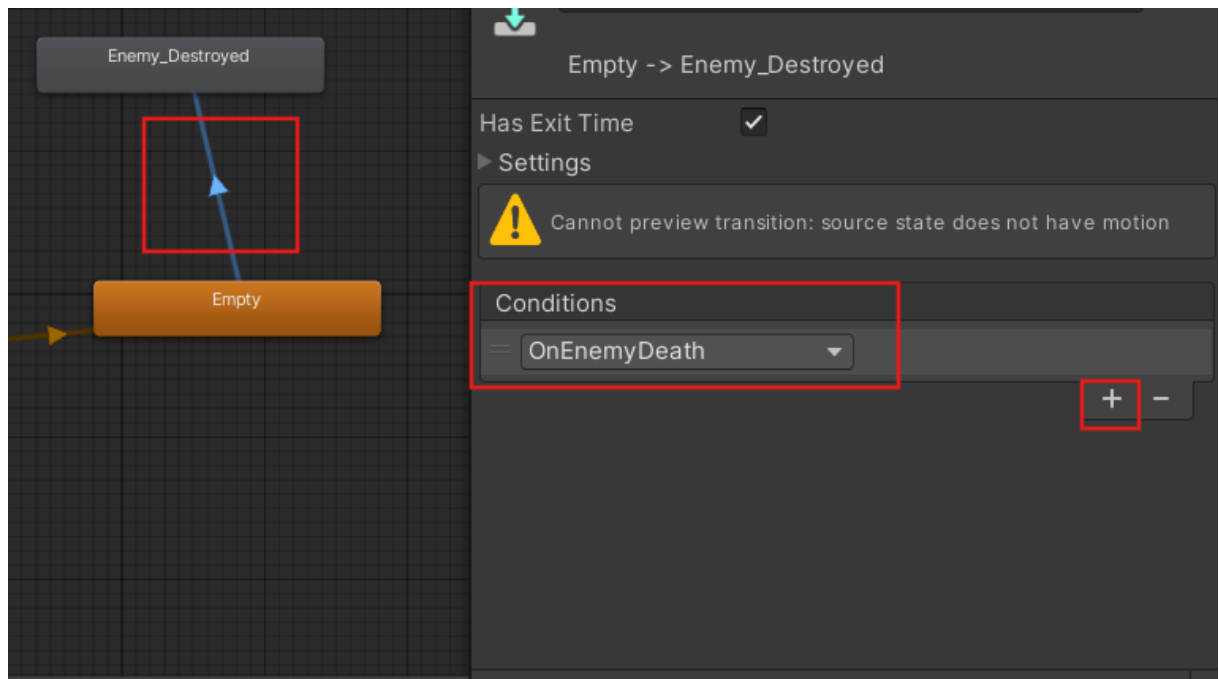 Enemy_Destroyed
Empty
Empty -> Enemy_Destroyed
Has Exit Time
Settings
Cannot preview transition: source state does not have motion
Conditions
OnEnemyDeath
+ -